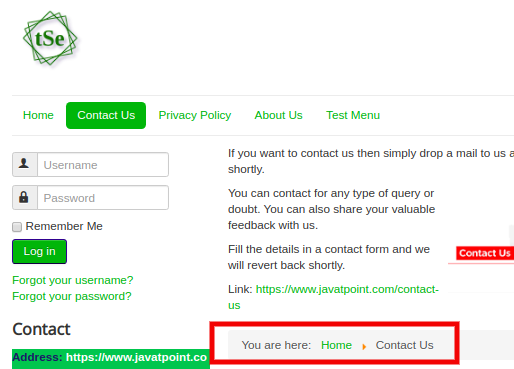 tSe
Home Contact Us Privacy Policy About Us Test Menu
Username
Password
Remember Me
Log in
Forgot your username?
Forgot your password?
Contact
Address: https://www.javatpoint.co
If you want to contact us then simply drop a mail to us a
shortly.
You can contact for any type of query or
doubt. You can also share your valuable
feedback with us.
Fill the details in a contact form and we
will revert back shortly.
Link: https://www.javatpoint.com/contact-
us
Contact Us
You are here: Home Contact Us